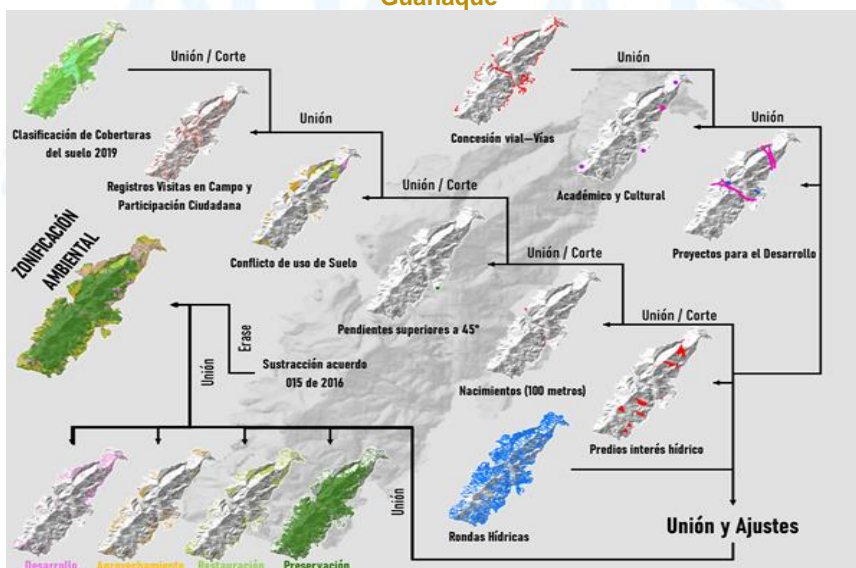 Guanaque
Unión / Corte
Clasificación de Coberturas
del suelo 2019
Unión
Registros Visitas en Campo y
Participación Ciudadana
Unión / Corte
Conflicto de uso de Suelo
Unión / Corte
Pendientes superiores a 45°
Unión / Corte
Nacimientos (100 metros)
Predios interés hídrico
Unión
Concesión vial—Vías
Unión
Académico y Cultural
Proyectos para el Desarrollo
ZONIFICACIÓN
AMBIENTAL
Erase
Unión
Sustracción acuerdo
015 de 2016
Rondas Hídricas
Unión
Unión y Ajustes
Desarrollo
Aprovechamiento
Restauración
Preservación